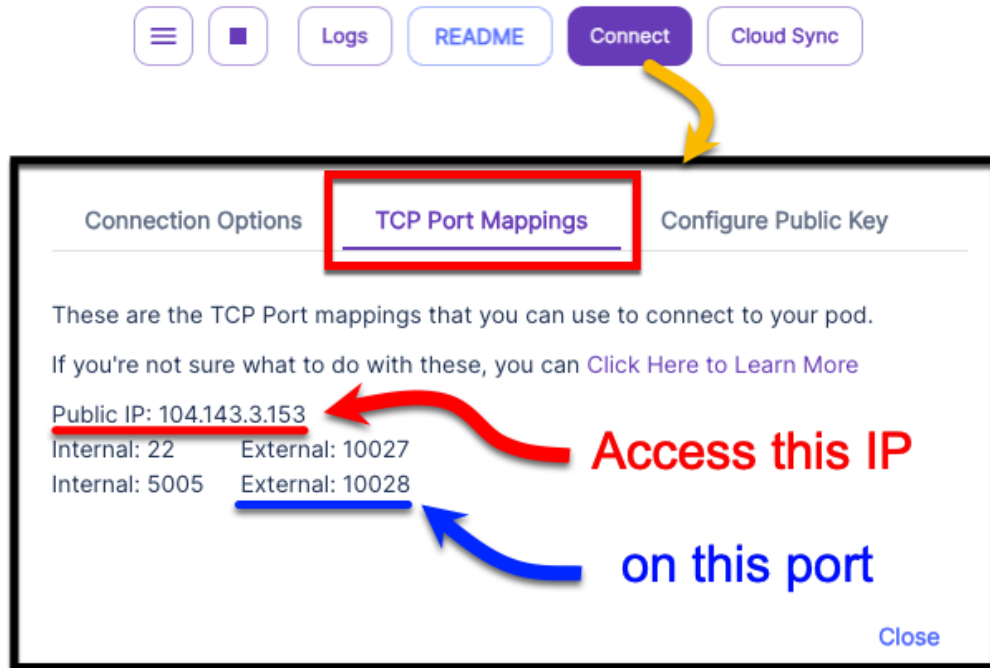 Logs README Connect Cloud Sync
Connection Options TCP Port Mappings Configure Public Key
These are the TCP Port mappings that you can use to connect to your pod.
If you're not sure what to do with these, you can Click Here to Learn More
Public IP: 104.143.3.153
Internal: 22 External: 10027
Internal: 5005 External: 10028
Access this IP
on this port
Close